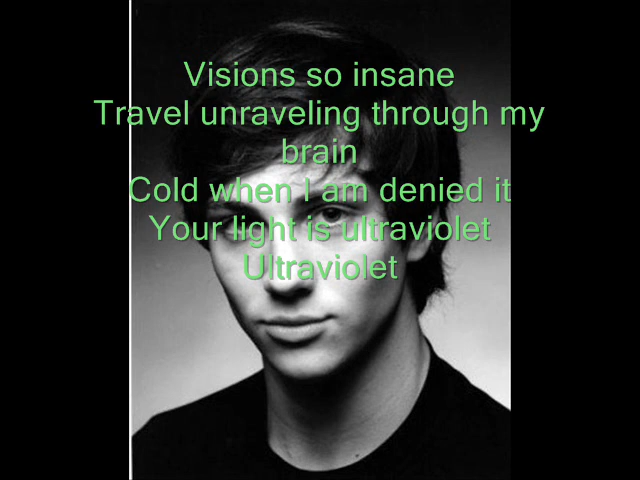 Visions so insane
Travel unraveling through my
brain
Cold when I am denied it
Your light is ultraviolet
Ultraviolet